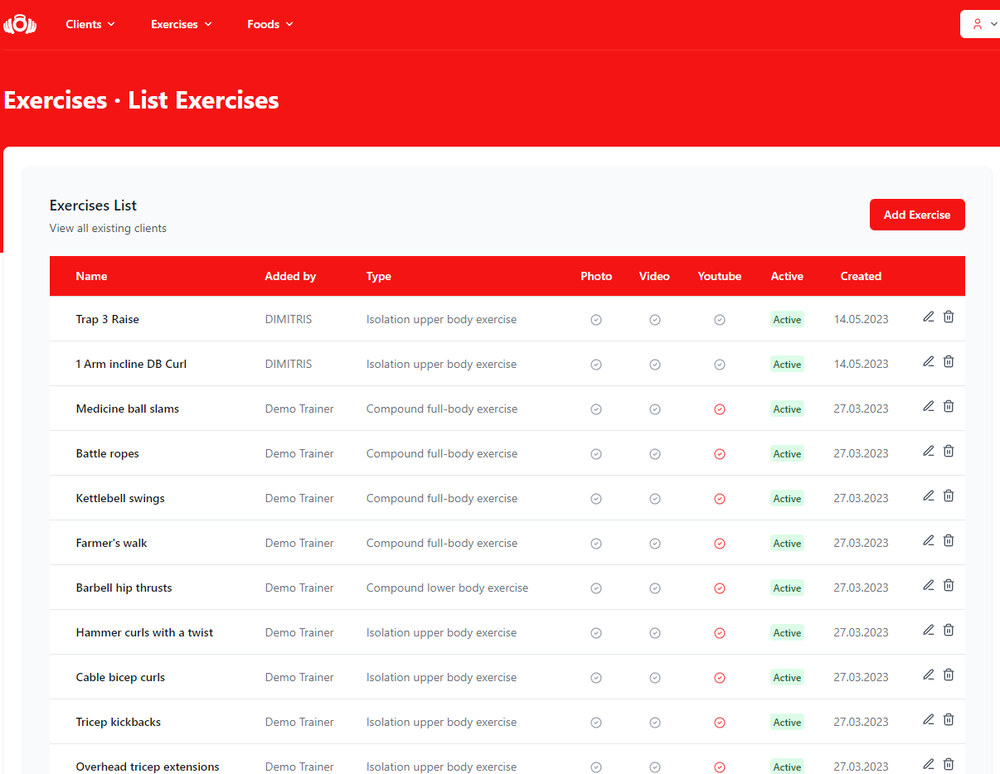 Clients Exercises Foods
Exercises · List Exercises
Exercises List
View all existing clients
Add Exercise
Name Added by Type Photo Video Youtube Active Created
Trap 3 Raise DIMITRIS Isolation upper body exercise Active 14.05.2023
1 Arm incline DB Curl DIMITRIS Isolation upper body exercise Active 14.05.2023
Medicine ball slams Demo Trainer Compound full-body exercise Active 27.03.2023
Battle ropes Demo Trainer Compound full-body exercise Active 27.03.2023
Kettlebell swings Demo Trainer Compound full-body exercise Active 27.03.2023
Farmer's walk Demo Trainer Compound full-body exercise Active 27.03.2023
Barbell hip thrusts Demo Trainer Compound lower body exercise Active 27.03.2023
Hammer curls with a twist Demo Trainer Isolation upper body exercise Active 27.03.2023
Cable bicep curls Demo Trainer Isolation upper body exercise Active 27.03.2023
Tricep kickbacks Demo Trainer Isolation upper body exercise Active 27.03.2023
Overhead tricep extensions Demo Trainer Isolation upper body exercise Active 27.03.2023